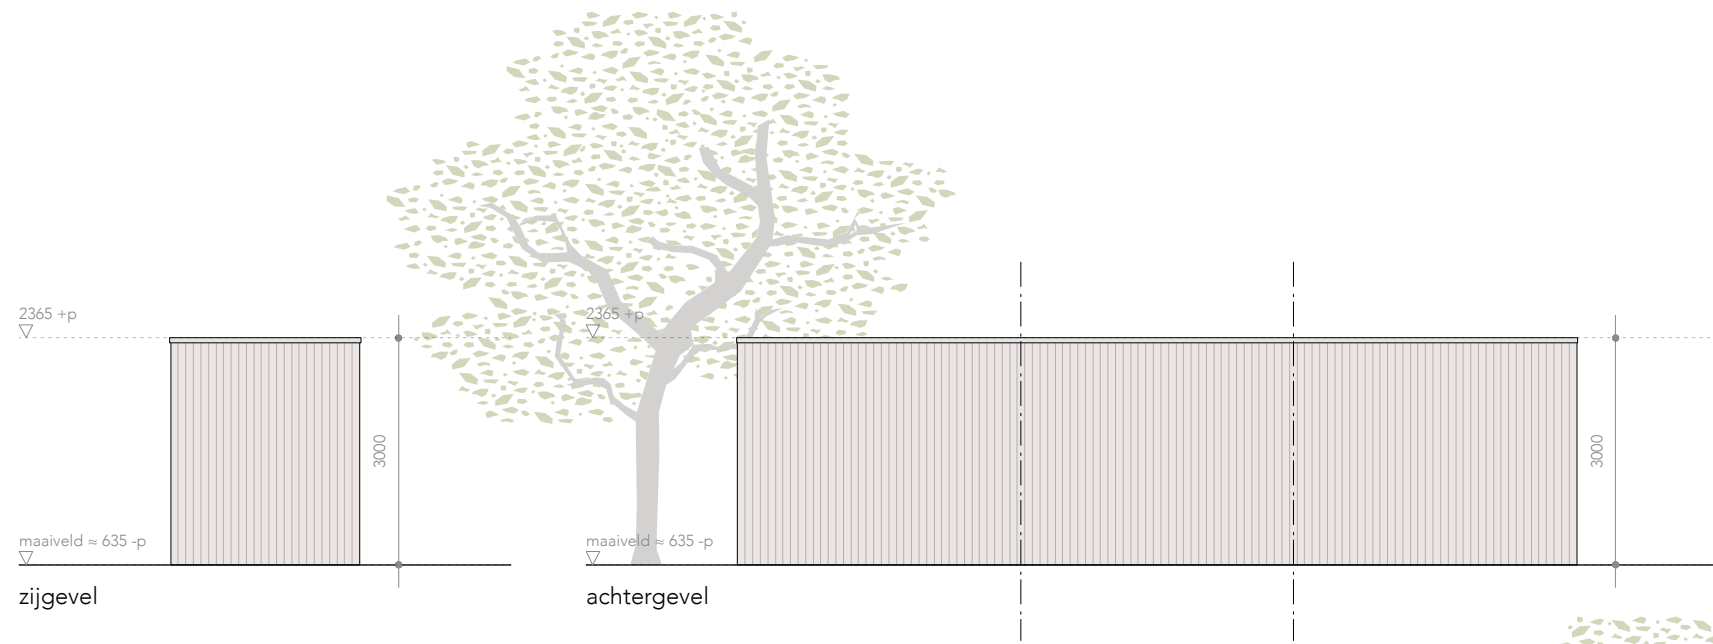 2365 +p
2365 +p
3000
3000
maaiveld ≈ 635 -p
maaiveld ≈ 635 -p
zijgevel
achtergevel